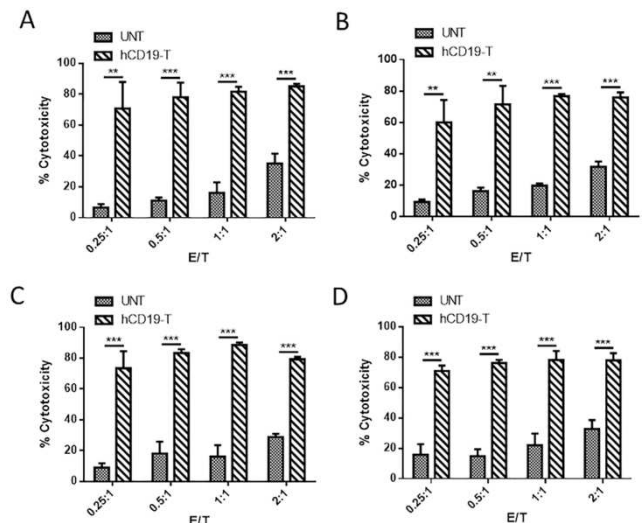 A
UNT
hCD19-T
% Cytotoxicity
100
80
60
40
20
0
** *** *** ***
0.25:1 0.5:1 1:1 2:1
E/T
B
UNT
hCD19-T
% Cytotoxicity
100
80
60
40
20
0
** ** *** ***
0.25:1 0.5:1 1:1 2:1
E/T
C
UNT
hCD19-T
% Cytotoxicity
100
80
60
40
20
0
*** *** *** ***
0.25:1 0.5:1 1:1 2:1
E/T
D
UNT
hCD19-T
% Cytotoxicity
100
80
60
40
20
0
*** *** *** ***
0.25:1 0.5:1 1:1 2:1
E/T